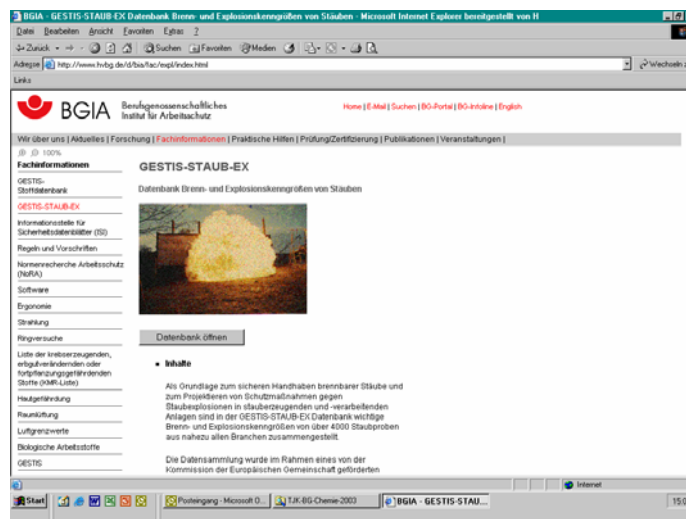 BGIA - GESTIS-STAUB-EX Datenbank Brenn- und Explosionskenngrößen von Stäuben - Microsoft Internet Explorer bereitgestellt von H
Datei Bearbeiten Ansicht Favoriten Extras ?
Zurück Suchen Favoriten Medien
Adresse http://www.hvbg.de/d/bia/fac/expl/index.html Wechseln z
Links
BGIA Berufsgenossenschaftliches
Institut für Arbeitsschutz
Home | E-Mail | Suchen | BG-Portal | BG-Infoline | English
Wir über uns | Aktuelles | Forschung | Fachinformationen | Praktische Hilfen | Prüfung/Zertifizierung | Publikationen | Veranstaltungen |
100%
Fachinformationen
GESTIS-
Stoffdatenbank
GESTIS-STAUB-EX
Informationsstelle für
Sicherheitsdatenblätter (ISI)
Regeln und Vorschriften
Normenrecherche Arbeitsschutz
(NoRA)
Software
Ergonomie
Strahlung
Ringversuche
Liste der krebserzeugenden,
erbgutverändernden oder
fortpflanzungsgefährdenden
Stoffe (KMR-Liste)
Hautgefährdung
Raumlüftung
Luftgrenzwerte
Biologische Arbeitsstoffe
GESTIS
GESTIS-STAUB-EX
Datenbank Brenn- und Explosionskenngrößen von Stäuben
Datenbank öffnen
• Inhalte
Als Grundlage zum sicheren Handhaben brennbarer Stäube und
zum Projektieren von Schutzmaßnahmen gegen
Staubexplosionen in stauberzeugenden und -verarbeitenden
Anlagen sind in der GESTIS-STAUB-EX Datenbank wichtige
Brenn- und Explosionskenngrößen von über 4000 Staubproben
aus nahezu allen Branchen zusammengestellt.
Die Datensammlung wurde im Rahmen eines von der
Kommission der Europäischen Gemeinschaft geförderten
Internet
Start Posteingang - Microsoft O... TJK-BG-Chemie-2003 BGIA - GESTIS-STAU... 15:0